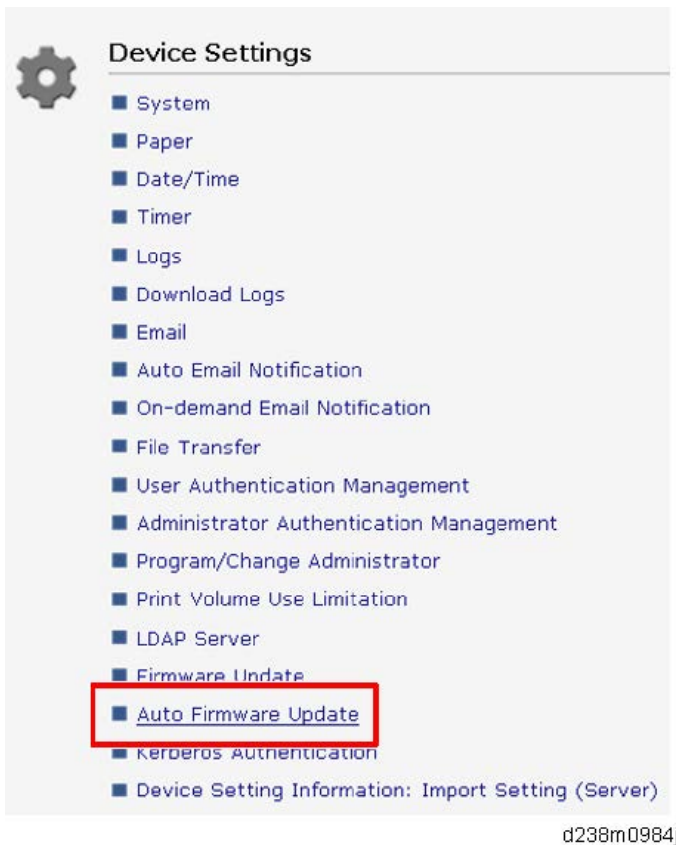 Device Settings
System
Paper
Date/Time
Timer
Logs
Download Logs
Email
Auto Email Notification
On-demand Email Notification
File Transfer
User Authentication Management
Administrator Authentication Management
Program/Change Administrator
Print Volume Use Limitation
LDAP Server
Firmware Update
Auto Firmware Update
Kerberos Authentication
Device Setting Information: Import Setting (Server)
d238m0984